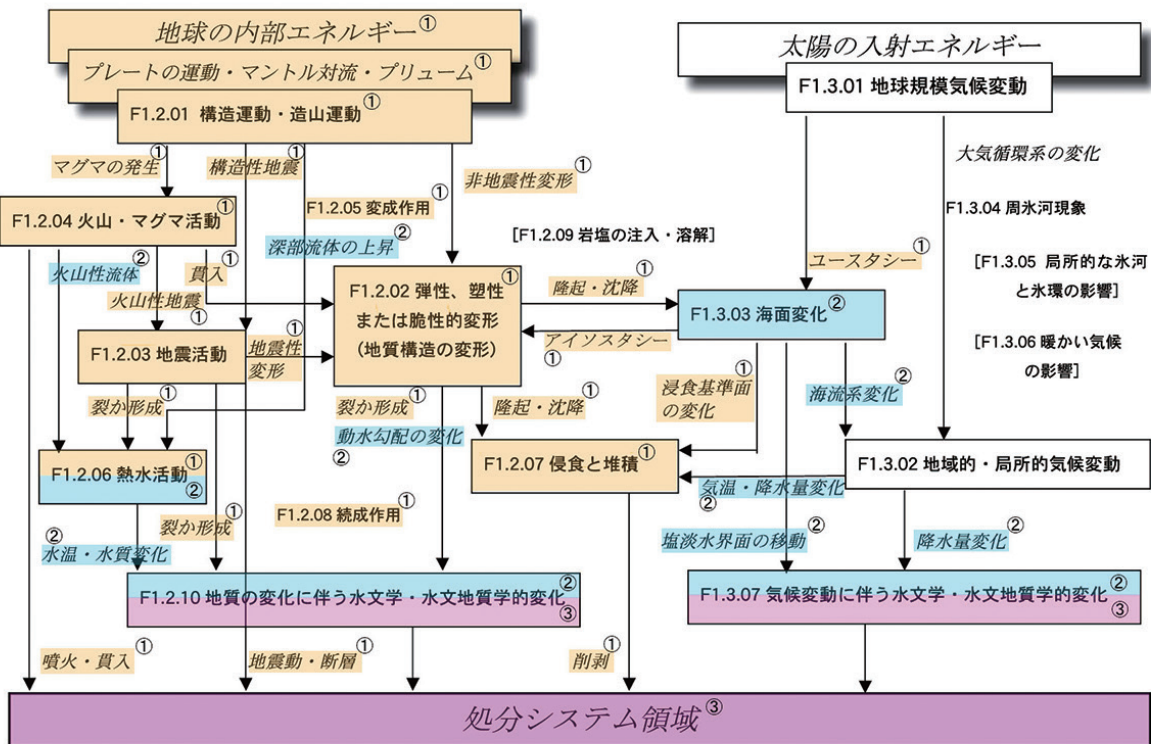 地球の内部エネルギー①
プレートの運動・マントル対流・プリューム①
F1.2.01 構造運動・造山運動①
太陽の入射エネルギー
F1.3.01 地球規模気候変動
マグマの発生①
構造性地震①
非地震性変形①
大気循環系の変化
F1.2.04 火山・マグマ活動①
F1.2.05 変成作用①
F1.3.04 周氷河現象
火山性流体②
貫入①
深部流体の上昇②
[F1.2.09 岩塩の注入・溶解]
ユースタシー①
[F1.3.05 局所的な氷河
と氷環の影響]
火山性地震①
F1.2.02 弾性、塑性①
または脆性的変形
(地質構造の変形)
隆起・沈降①
F1.3.03 海面変化②
アイソスタシー①
F1.2.03 地震活動①
地震性①
変形
[F1.3.06 暖かい気候
の影響]
裂か形成①
裂か形成①
動水勾配の変化②
隆起・沈降①
浸食基準面①
の変化
海流系変化②
F1.2.06 熱水活動①
②
F1.2.07 侵食と堆積①
F1.3.02 地域的・局所的気候変動
気温・降水量変化②
裂か形成①
F1.2.08 続成作用①
水温・水質変化②
塩淡水界面の移動②
降水量変化②
F1.2.10 地質の変化に伴う水文学・水文地質学的変化②
③
F1.3.07 気候変動に伴う水文学・水文地質学的変化②
③
噴火・貫入①
地震動・断層①
削剥①
処分システム領域③